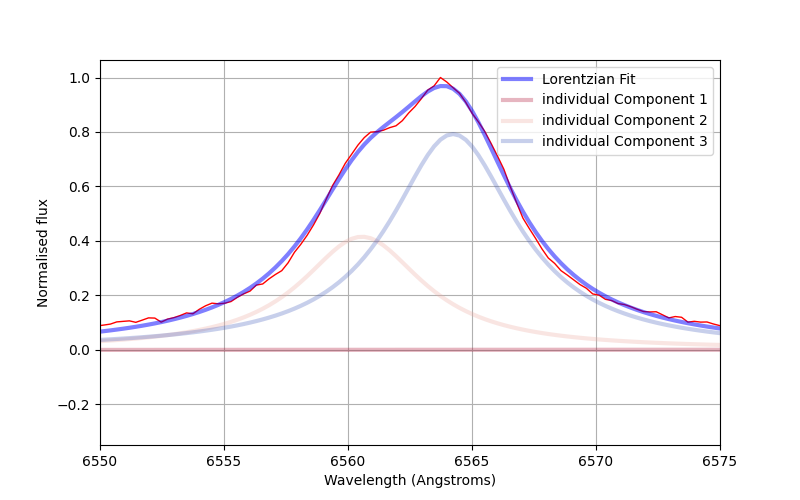 Lorentzian Fit
individual Component 1
individual Component 2
individual Component 3
Normalised flux
1.0
0.8
0.6
0.4
0.2
0.0
−0.2
6550 6555 6560 6565 6570 6575
Wavelength (Angstroms)